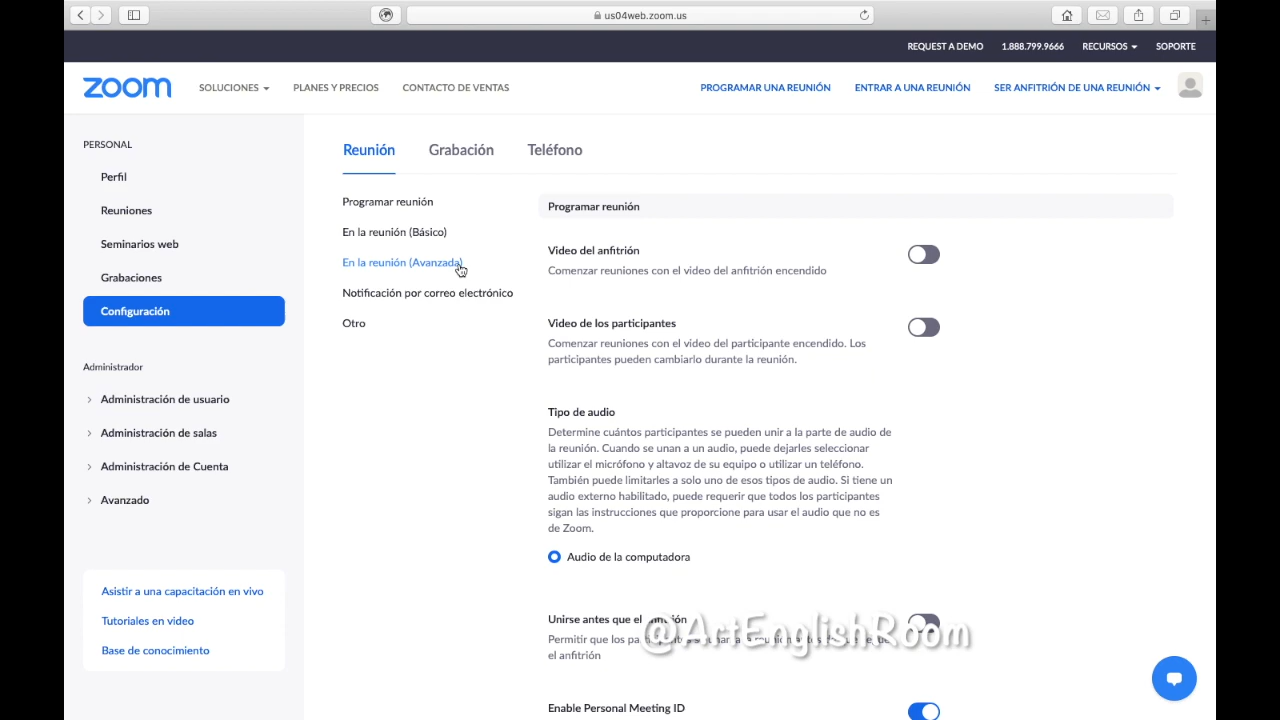 us04web.zoom.us
REQUEST A DEMO 1.888.799.9666 RECURSOS SOPORTE
zoom SOLUCIONES PLANES Y PRECIOS CONTACTO DE VENTAS PROGRAMAR UNA REUNIÓN ENTRAR A UNA REUNIÓN SER ANFITRIÓN DE UNA REUNIÓN
PERSONAL
Perfil
Reuniones
Seminarios web
Grabaciones
Configuración
Administrador
Administración de usuario
Administración de salas
Administración de Cuenta
Avanzado
Asistir a una capacitación en vivo
Tutoriales en video
Base de conocimiento
Reunión Grabación Teléfono
Programar reunión
En la reunión (Básico)
En la reunión (Avanzada)
Notificación por correo electrónico
Otro
Programar reunión
Video del anfitrión
Comenzar reuniones con el video del anfitrión encendido
Video de los participantes
Comenzar reuniones con el video del participante encendido. Los
participantes pueden cambiarlo durante la reunión.
Tipo de audio
Determine cuántos participantes se pueden unir a la parte de audio de
la reunión. Cuando se unan a un audio, puede dejarles seleccionar
utilizar el micrófono y altavoz de su equipo o utilizar un teléfono.
También puede limitarles a solo uno de esos tipos de audio. Si tiene un
audio externo habilitado, puede requerir que todos los participantes
sigan las instrucciones que proporcione para usar el audio que no es
de Zoom.
Audio de la computadora
Unirse antes que el anfitrión
Permitir que los
el anfitrión
@ActEnglishRoom
Enable Personal Meeting ID